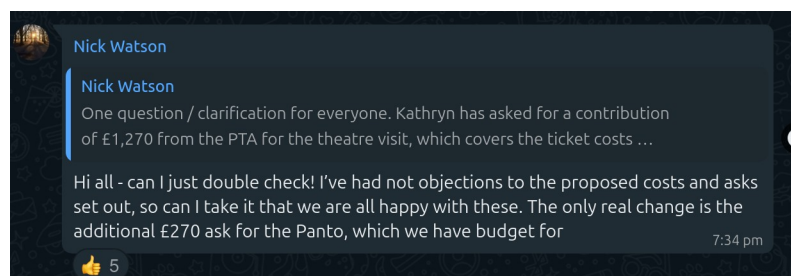 Nick Watson
Nick Watson
One question / clarification for everyone. Kathryn has asked for a contribution
of £1,270 from the PTA for the theatre visit, which covers the ticket costs ...
Hi all - can I just double check! I've had not objections to the proposed costs and asks
set out, so can I take it that we are all happy with these. The only real change is the
additional £270 ask for the Panto, which we have budget for
7:34 pm
👍 5